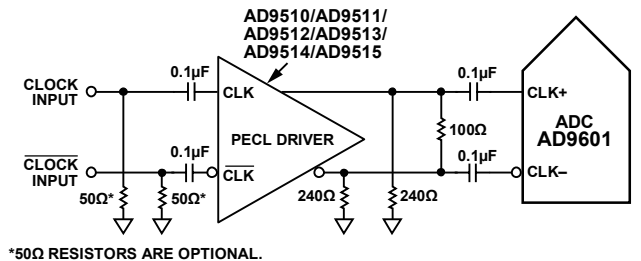 AD9510/AD9511/
AD9512/AD9513/
AD9514/AD9515
CLOCK
INPUT
0.1µF
CLK
PECL DRIVER
0.1µF
CLK+
ADC
AD9601
100Ω
CLOCK
INPUT
0.1µF
CLK
0.1µF
CLK–
50Ω*
50Ω*
240Ω
240Ω
*50Ω RESISTORS ARE OPTIONAL.